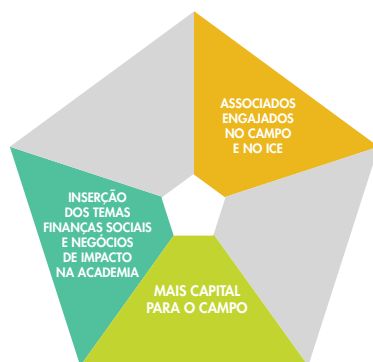 ASSOCIADOS
ENGAJADOS
NO CAMPO
E NO ICE
INSERÇÃO
DOS TEMAS
FINANÇAS SOCIAIS
E NEGÓCIOS
DE IMPACTO
NA ACADEMIA
MAIS CAPITAL
PARA O CAMPO